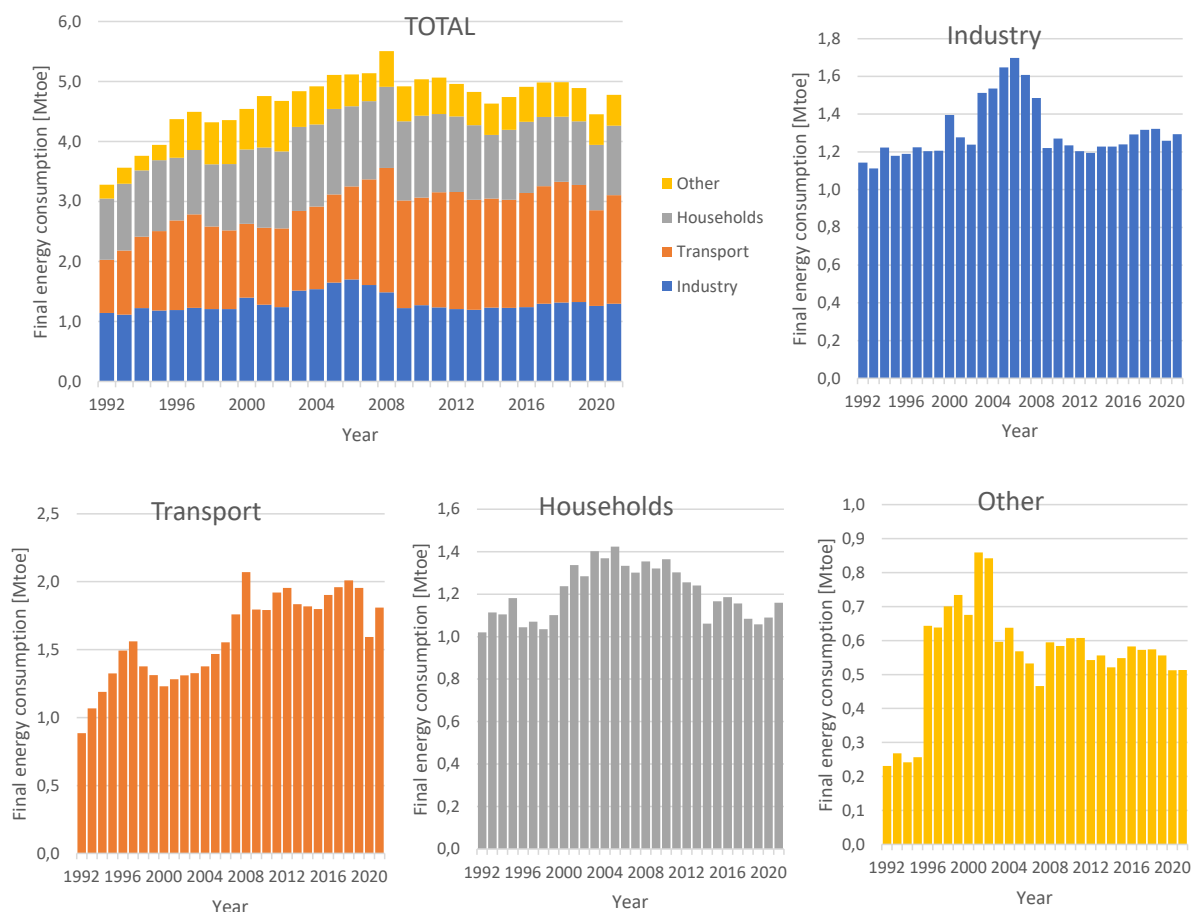 TOTAL
Final energy consumption [Mtoe]
6,0
5,0
4,0
3,0
2,0
1,0
0,0
1992 1996 2000 2004 2008 2012 2016 2020
Year
Other
Households
Transport
Industry
Industry
Final energy consumption [Mtoe]
1,8
1,6
1,4
1,2
1,0
0,8
0,6
0,4
0,2
0,0
1992 1996 2000 2004 2008 2012 2016 2020
Year
Transport
Final energy consumption [Mtoe]
2,5
2,0
1,5
1,0
0,5
0,0
1992 1996 2000 2004 2008 2012 2016 2020
Year
Households
Final energy consumption [Mtoe]
1,6
1,4
1,2
1,0
0,8
0,6
0,4
0,2
0,0
1992 1996 2000 2004 2008 2012 2016 2020
Year
Other
Final energy consumption [Mtoe]
1,0
0,9
0,8
0,7
0,6
0,5
0,4
0,3
0,2
0,1
0,0
1992 1996 2000 2004 2008 2012 2016 2020
Year